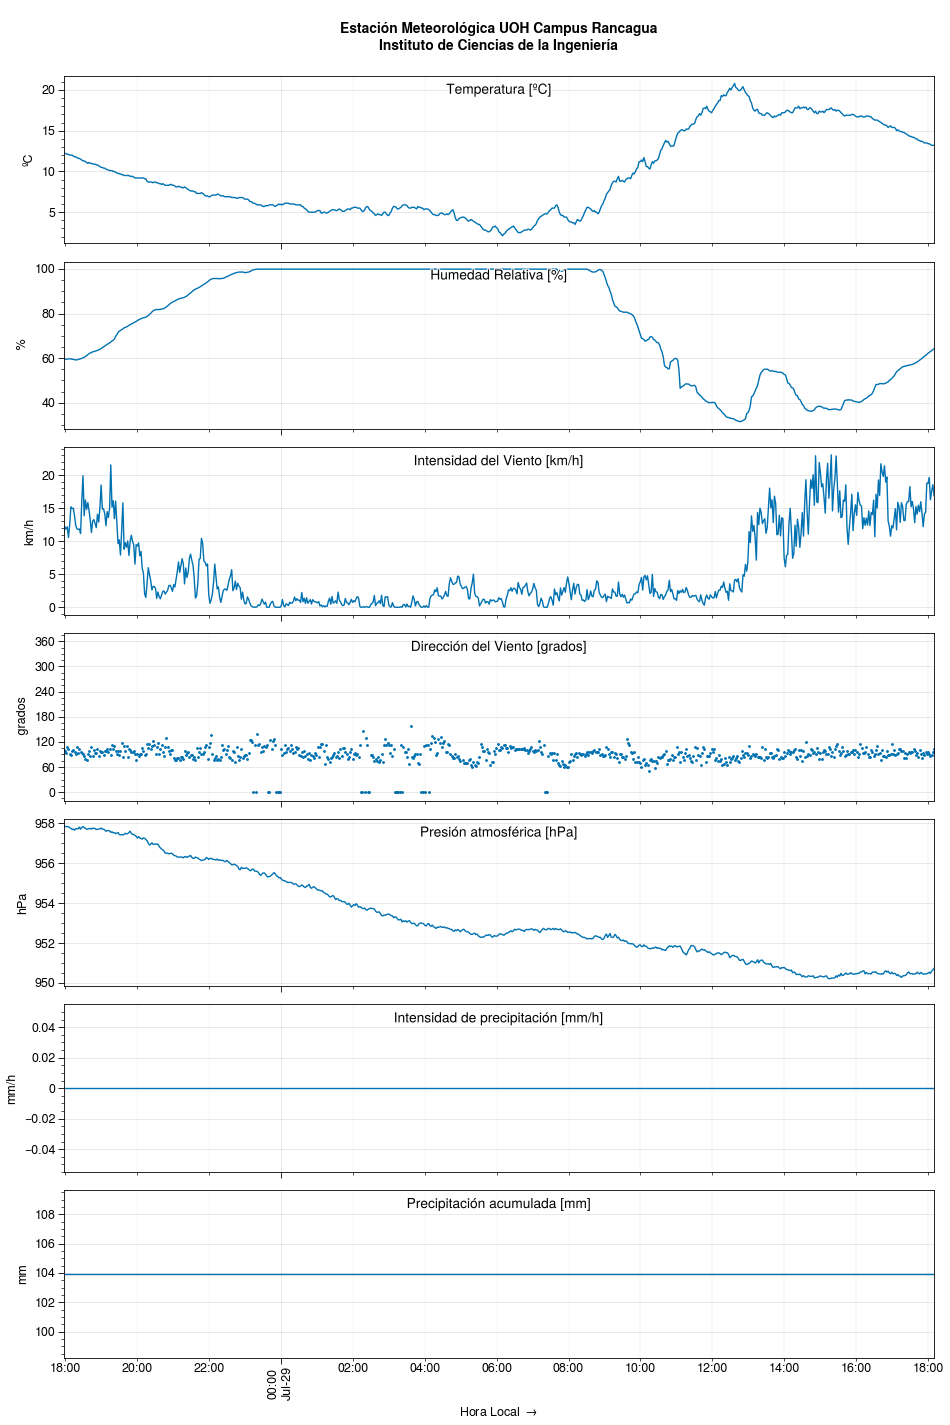 Estación Meteorológica UOH Campus Rancagua
Instituto de Ciencias de la Ingeniería
Temperatura [ºC]
ºC
20
15
10
5
Humedad Relativa [%]
%
100
80
60
40
Intensidad del Viento [km/h]
km/h
20
15
10
5
0
Dirección del Viento [grados]
grados
360
300
240
180
120
60
0
Presión atmosférica [hPa]
hPa
958
956
954
952
950
Intensidad de precipitación [mm/h]
mm/h
0.04
0.02
0
−0.02
−0.04
Precipitación acumulada [mm]
mm
108
106
104
102
100
18:00 20:00 22:00 00:00 02:00 04:00 06:00 08:00 10:00 12:00 14:00 16:00 18:00
Jul-29
Hora Local →